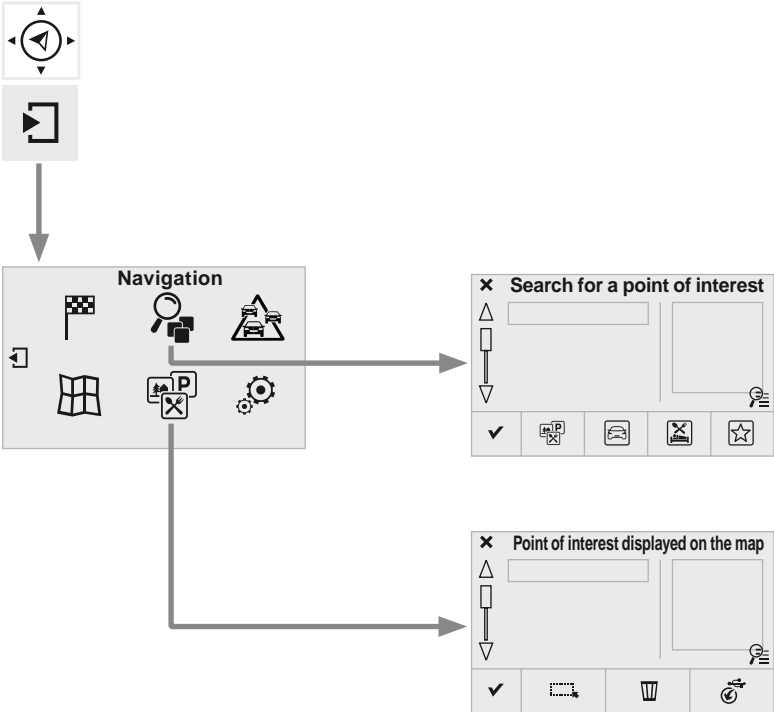 Navigation
P
Search for a point of interest
P
Point of interest displayed on the map